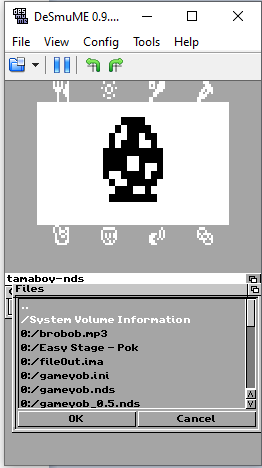 DeSmuME 0.9....
File View Config Tools Help
tamaboy-nds
Files
..
/System Volume Information
0:/brobob.mp3
0:/Easy Stage - Pok
0:/fileOut.ima
0:/gameyob.ini
0:/gameyob.nds
0:/gameyob_0.5.nds
OK Cancel